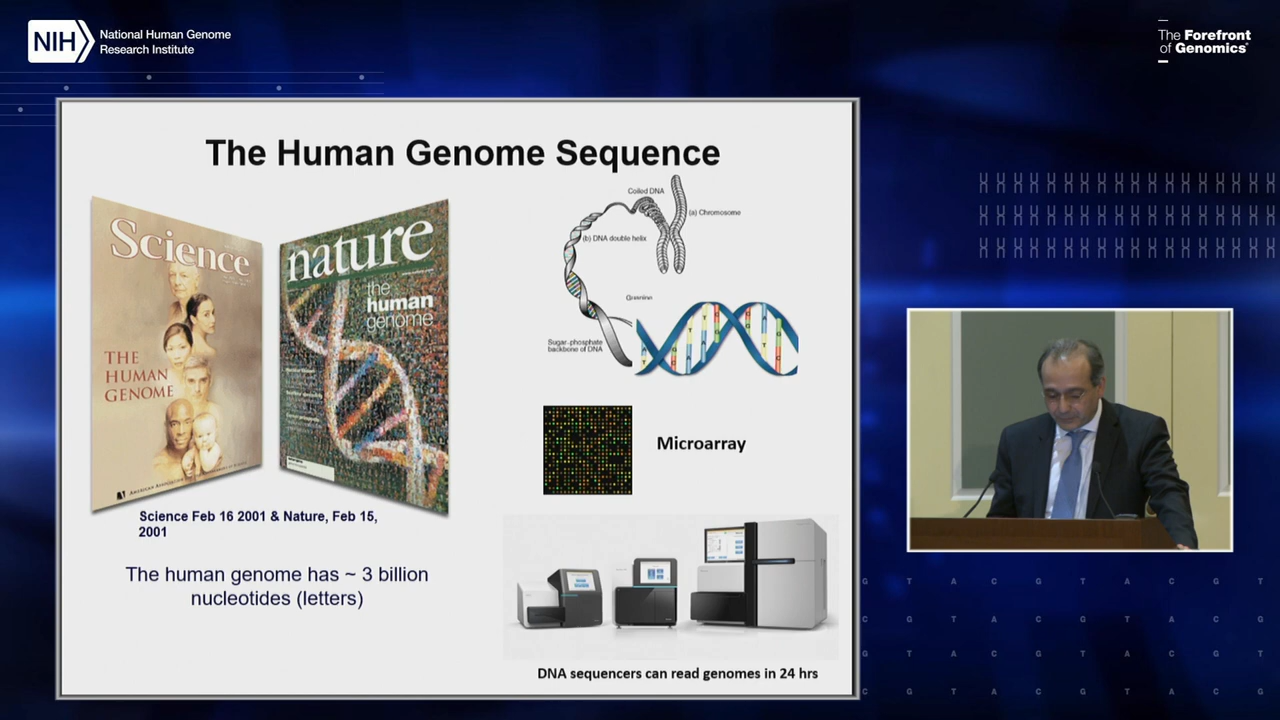 NIH
National Human Genome
Research Institute
The Forefront
of Genomics®
The Human Genome Sequence
Science
THE
HUMAN
GENOME
nature
the
human
genome
Coiled DNA
(a) Chromosome
(b) DNA double helix
Guanine
Sugar-phosphate
backbone of DNA
Microarray
Science Feb 16 2001 & Nature, Feb 15,
2001
The human genome has ~ 3 billion
nucleotides (letters)
DNA sequencers can read genomes in 24 hrs
G T A C G T A C G T
C G T A C G T A C G
G T A C G T A C G T
C G T A C G T A C G